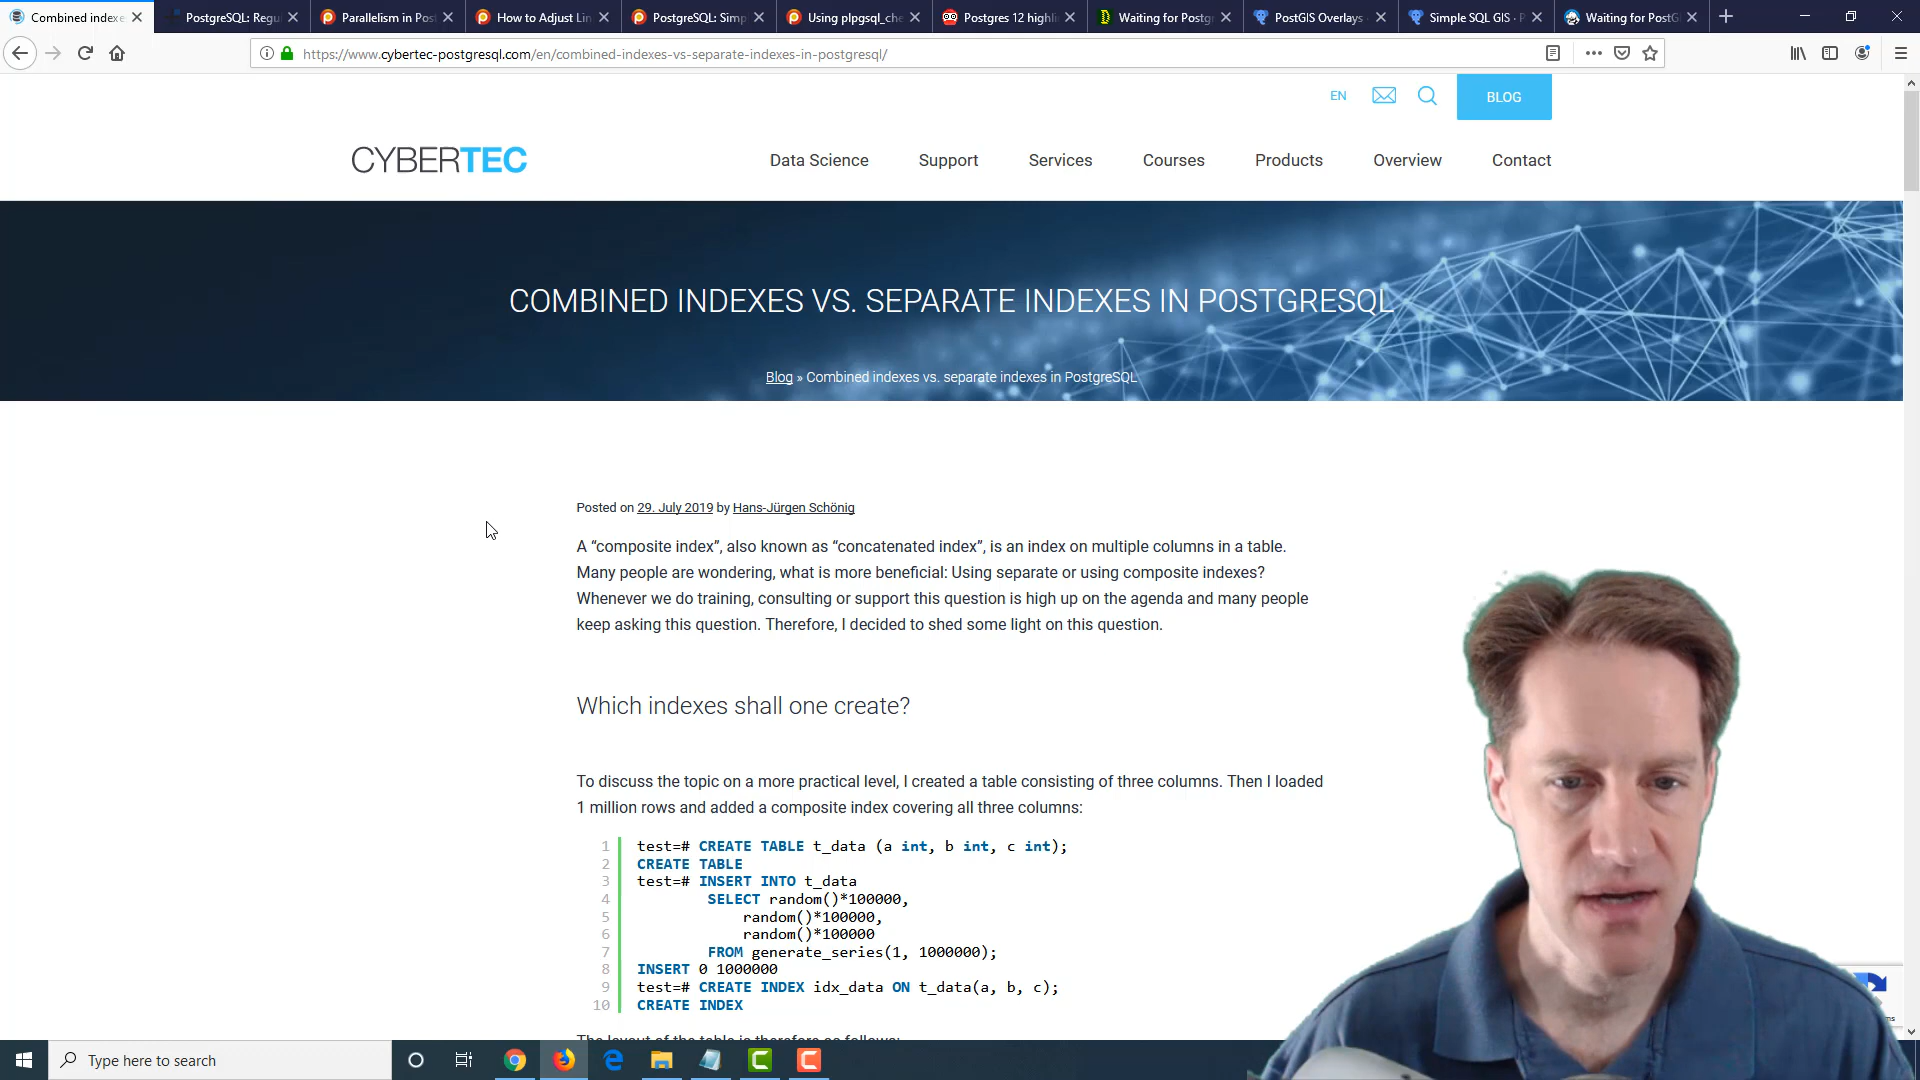 Combined indexe
PostgreSQL: Regu
Parallelism in Pos
How to Adjust Lin
PostgreSQL: Simp
Using plpgsql_che
Postgres 12 highli
Waiting for Postgr
PostGIS Overlays
Simple SQL GIS · P
Waiting for PostG
https://www.cybertec-postgresql.com/en/combined-indexes-vs-separate-indexes-in-postgresql/
EN
BLOG
CYBERTEC
Data Science
Support
Services
Courses
Products
Overview
Contact
COMBINED INDEXES VS. SEPARATE INDEXES IN POSTGRESQL
Blog » Combined indexes vs. separate indexes in PostgreSQL
Posted on 29. July 2019 by Hans-Jürgen Schönig
A “composite index”, also known as “concatenated index”, is an index on multiple columns in a table.
Many people are wondering, what is more beneficial: Using separate or using composite indexes?
Whenever we do training, consulting or support this question is high up on the agenda and many people
keep asking this question. Therefore, I decided to shed some light on this question.
Which indexes shall one create?
To discuss the topic on a more practical level, I created a table consisting of three columns. Then I loaded
1 million rows and added a composite index covering all three columns:
1 test=# CREATE TABLE t_data (a int, b int, c int);
2 CREATE TABLE
3 test=# INSERT INTO t_data
4 SELECT random()*100000,
5 random()*100000,
6 random()*100000
7 FROM generate_series(1, 1000000);
8 INSERT 0 1000000
9 test=# CREATE INDEX idx_data ON t_data(a, b, c);
10 CREATE INDEX
The layout of the table is therefore as follows:
Type here to search